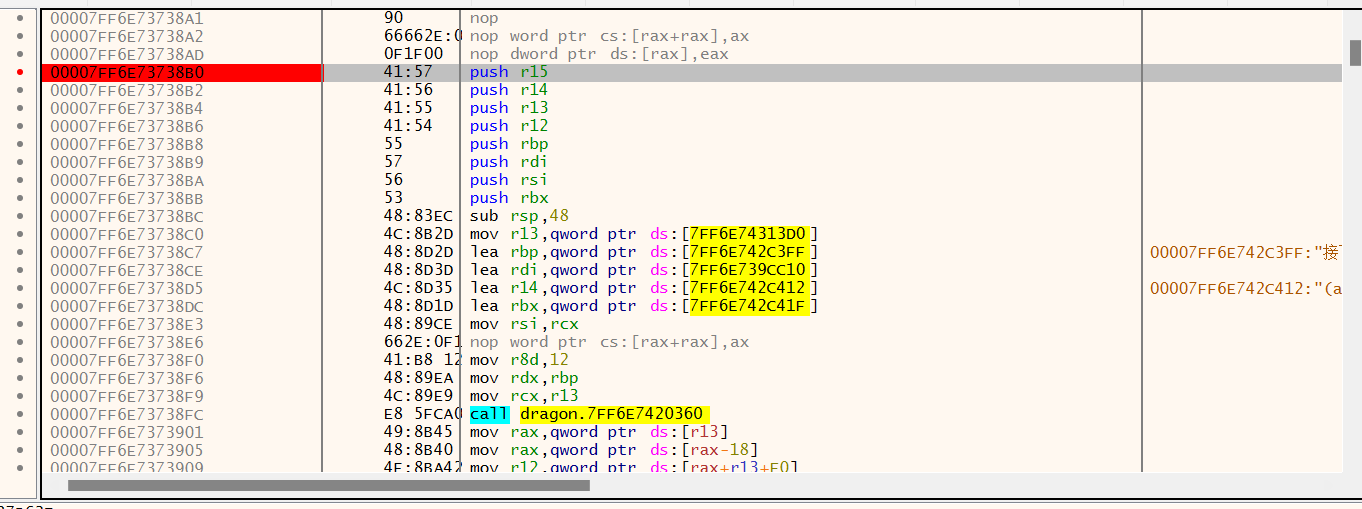 00007FF6E73738A1 90 nop
00007FF6E73738A2 66662E:0 nop word ptr cs:[rax+rax],ax
00007FF6E73738AD 0F1F00 nop dword ptr ds:[rax],eax
00007FF6E73738B0 41:57 push r15
00007FF6E73738B2 41:56 push r14
00007FF6E73738B4 41:55 push r13
00007FF6E73738B6 41:54 push r12
00007FF6E73738B8 55 push rbp
00007FF6E73738B9 57 push rdi
00007FF6E73738BA 56 push rsi
00007FF6E73738BB 53 push rbx
00007FF6E73738BC 48:83EC sub rsp,48
00007FF6E73738C0 4C:8B2D mov r13,qword ptr ds:[7FF6E74313D0]
00007FF6E73738C7 48:8D2D lea rbp,qword ptr ds:[7FF6E742C3FF] 00007FF6E742C3FF:"接
00007FF6E73738CE 48:8D3D lea rdi,qword ptr ds:[7FF6E739CC10]
00007FF6E73738D5 4C:8D35 lea r14,qword ptr ds:[7FF6E742C412] 00007FF6E742C412:"(a
00007FF6E73738DC 48:8D1D lea rbx,qword ptr ds:[7FF6E742C41F]
00007FF6E73738E3 48:89CE mov rsi,rcx
00007FF6E73738E6 662E:0F1 nop word ptr cs:[rax+rax],ax
00007FF6E73738F0 41:B8 12 mov r8d,12
00007FF6E73738F6 48:89EA mov rdx,rbp
00007FF6E73738F9 4C:89E9 mov rcx,r13
00007FF6E73738FC E8 5FCA0 call dragon.7FF6E7420360
00007FF6E7373901 49:8B45 mov rax,qword ptr ds:[r13]
00007FF6E7373905 48:8B40 mov rax,qword ptr ds:[rax-18]
00007FF6E7373909 4E:8BA42 mov r12,qword ptr ds:[rax+r13+F0]